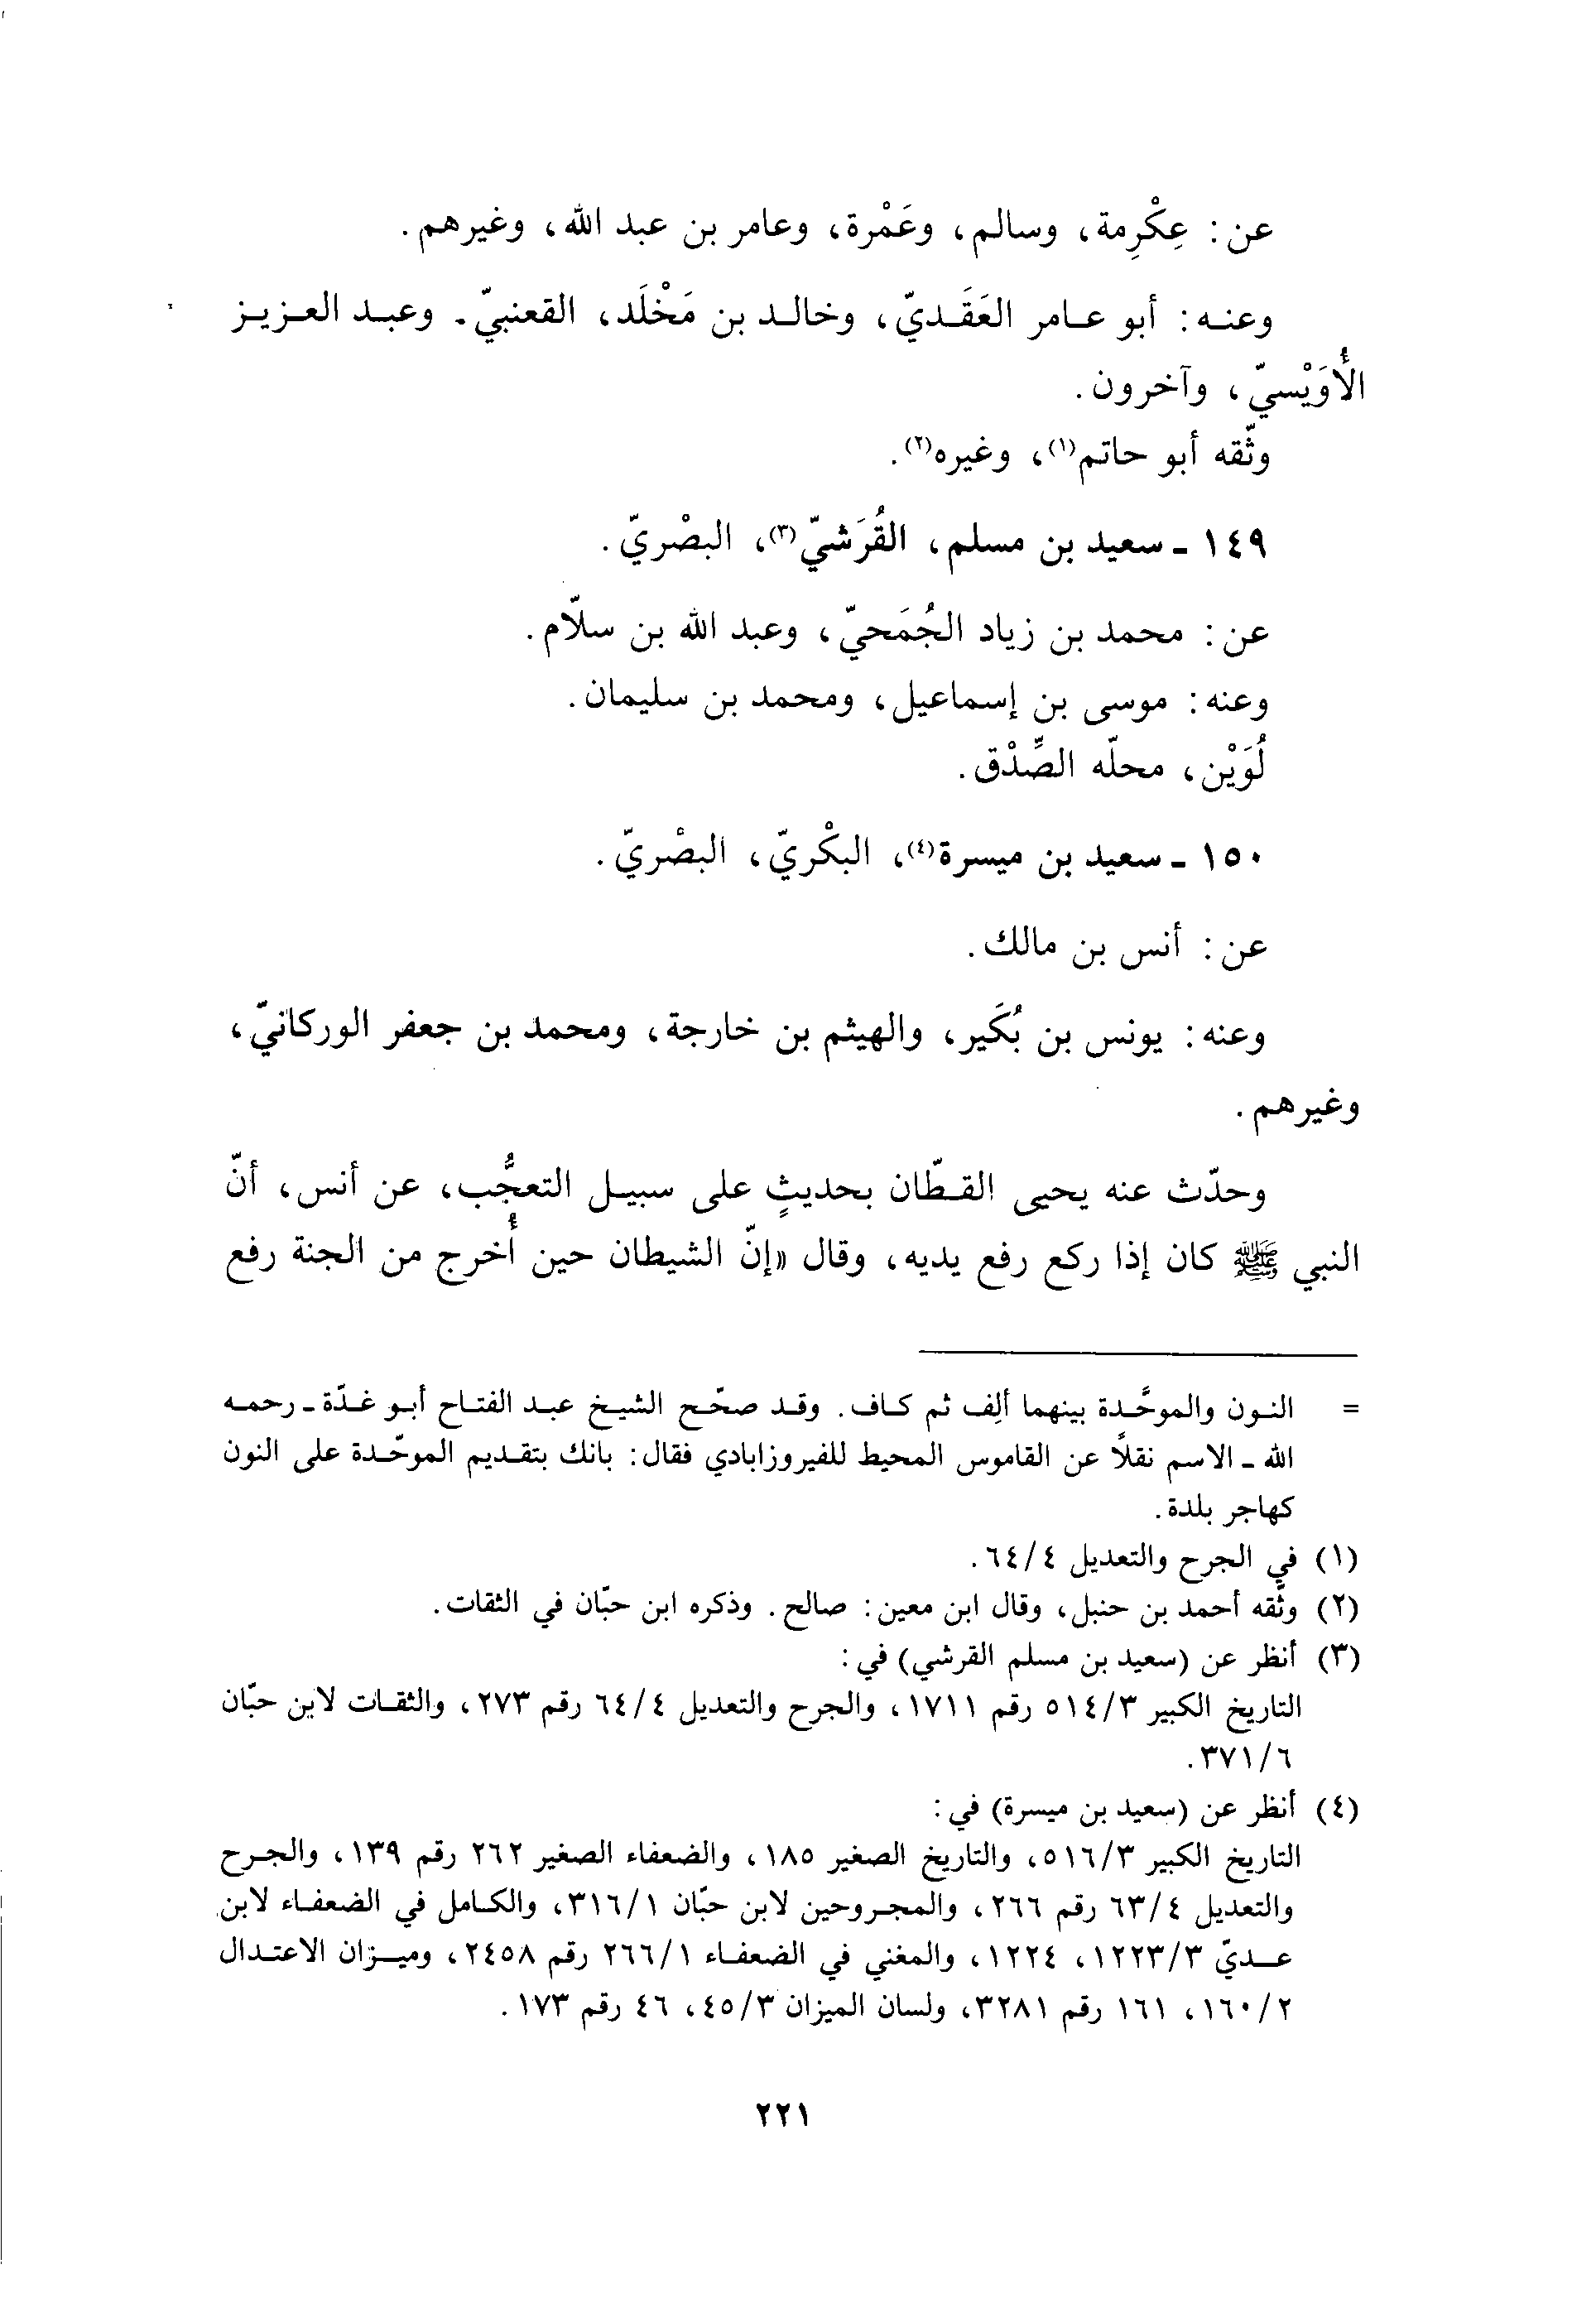 عن: عِكْرِمة، وسالم، وعَمْرة، وعامر بن عبد الله، وغيرهم.
وعنه: أبو عامر العَقَديّ، وخالد بن مَخْلَد، القعنبيّ. وعبد العزيز
الأُوَيْسيّ، وآخرون.
وثّقه أبو حاتم(١)، وغيره(٢).
١٤٩ - سعيد بن مسلم، القُرَشيّ(٣)، البصْريّ.
عن: محمد بن زياد الجُمَحيّ، وعبد الله بن سلاّم.
وعنه: موسى بن إسماعيل، ومحمد بن سليمان.
لُوَيْن، محلّه الصِّدْق.
١٥٠ - سعيد بن ميسرة(٤)، البكْريّ، البصْريّ.
عن: أنس بن مالك.
وعنه: يونس بن بُكَير، والهيثم بن خارجة، ومحمد بن جعفر الوركانيّ،
وغيرهم.
وحدّث عنه يحيى القطّان بحديثٍ على سبيل التعجُّب، عن أنس، أنّ
النبي ﷺ كان إذا ركع رفع يديه، وقال «إنّ الشيطان حين أُخرج من الجنة رفع
= النون والموحَّدة بينهما ألِف ثم كاف. وقد صحّح الشيخ عبد الفتاح أبو غدّة - رحمه
الله - الاسم نقلاً عن القاموس المحيط للفيروزابادي فقال: بانك بتقديم الموحّدة على النون
كهاجر بلدة.
(١) في الجرح والتعديل ٦٤/٤.
(٢) وثّقه أحمد بن حنبل، وقال ابن معين: صالح. وذكره ابن حبّان في الثقات.
(٣) أنظر عن (سعيد بن مسلم القرشي) في:
التاريخ الكبير ٥١٤/٣ رقم ١٧١١، والجرح والتعديل ٦٤/٤ رقم ٢٧٣، والثقات لابن حبّان
٣٧١/٦.
(٤) أنظر عن (سعيد بن ميسرة) في:
التاريخ الكبير ٥١٦/٣، والتاريخ الصغير ١٨٥، والضعفاء الصغير ٢٦٢ رقم ١٣٩، والجرح
والتعديل ٦٣/٤ رقم ٢٦٦، والمجروحين لابن حبّان ٣١٦/١، والكامل في الضعفاء لابن
عديّ ١٢٢٣/٣، ١٢٢٤، والمغني في الضعفاء ٢٦٦/١ رقم ٢٤٥٨، وميزان الاعتدال
١٦٠/٢، ١٦١ رقم ٣٢٨١، ولسان الميزان ٤٥/٣، ٤٦ رقم ١٧٣.
٢٢١